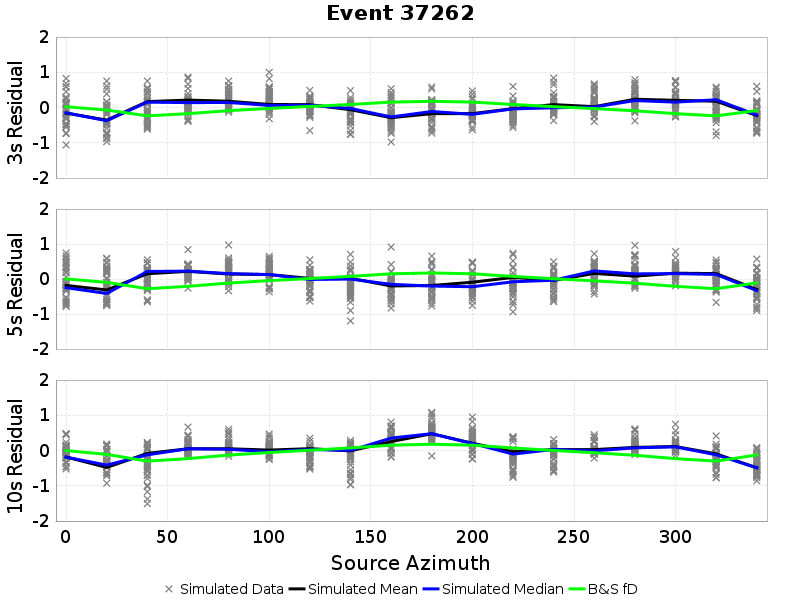 Event 37262
3s Residual
2
1
0
-1
-2
5s Residual
2
1
0
-1
-2
10s Residual
2
1
0
-1
-2
0 50 100 150 200 250 300
Source Azimuth
Simulated Data Simulated Mean Simulated Median B&S fD